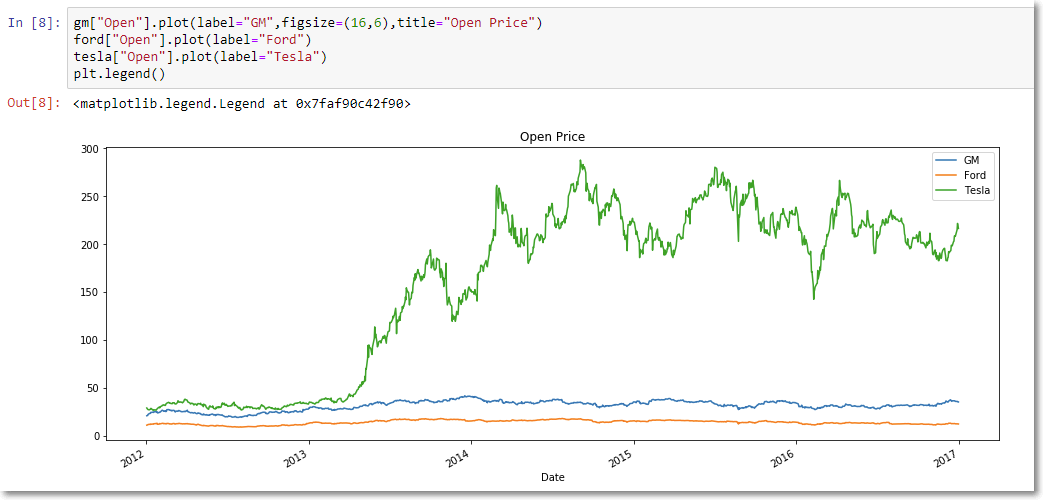 In [8]: gm["Open"].plot(label="GM",figsize=(16,6),title="Open Price")
ford["Open"].plot(label="Ford")
tesla["Open"].plot(label="Tesla")
plt.legend()
Out[8]: <matplotlib.legend.Legend at 0x7faf90c42f90>
Open Price
300
250
200
150
100
50
0
GM
Ford
Tesla
2012
2013
2014
2015
2016
2017
Date